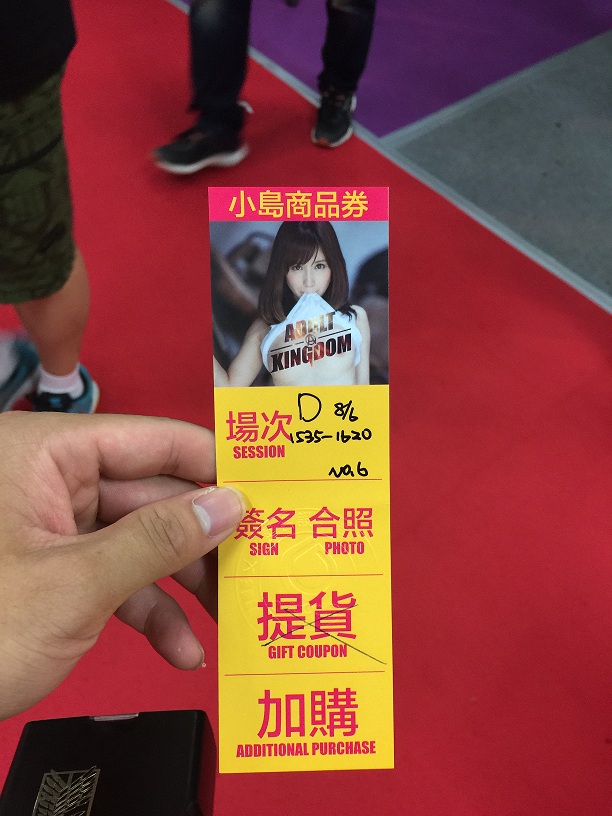 小島商品券
ADULT
KINGDOM
場次 D 8/6
SESSION 1535-1620
No.6
簽名 合照
SIGN PHOTO
提貨
GIFT COUPON
加購
ADDITIONAL PURCHASE